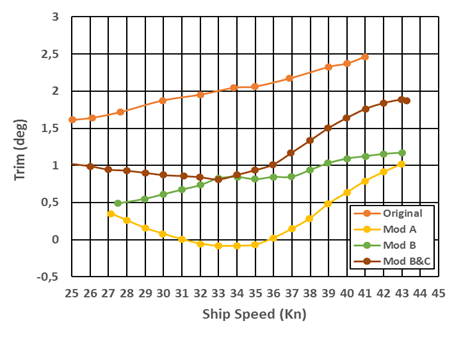 3
2,5
2
1,5
1
0,5
0
-0,5
Trim (deg)
25 26 27 28 29 30 31 32 33 34 35 36 37 38 39 40 41 42 43 44 45
Ship Speed (Kn)
Original
Mod A
Mod B
Mod B&C